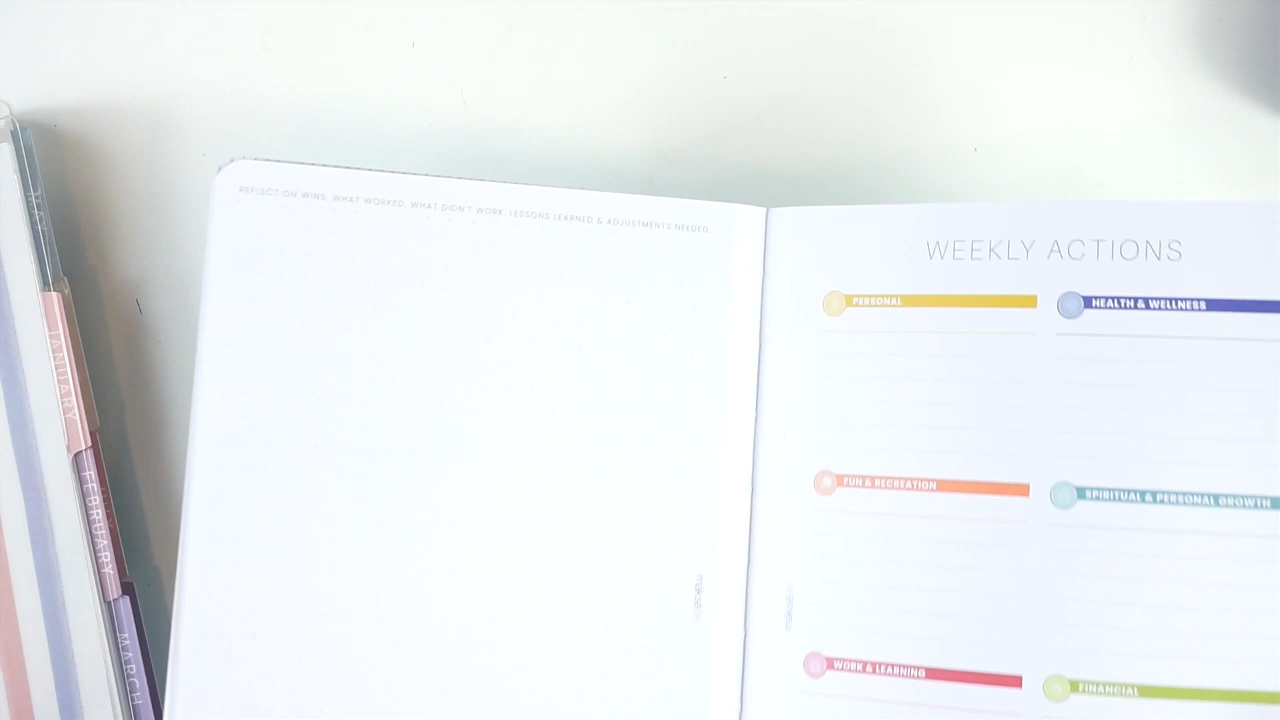 JANUARY
FEBRUARY
MARCH
REFLECT ON WINS, WHAT WORKED, WHAT DIDN'T WORK, LESSONS LEARNED & ADJUSTMENTS NEEDED
WEEKLY ACTIONS
PERSONAL
HEALTH & WELLNESS
FUN & RECREATION
SPIRITUAL & PERSONAL GROWTH
WORK & LEARNING
FINANCIAL